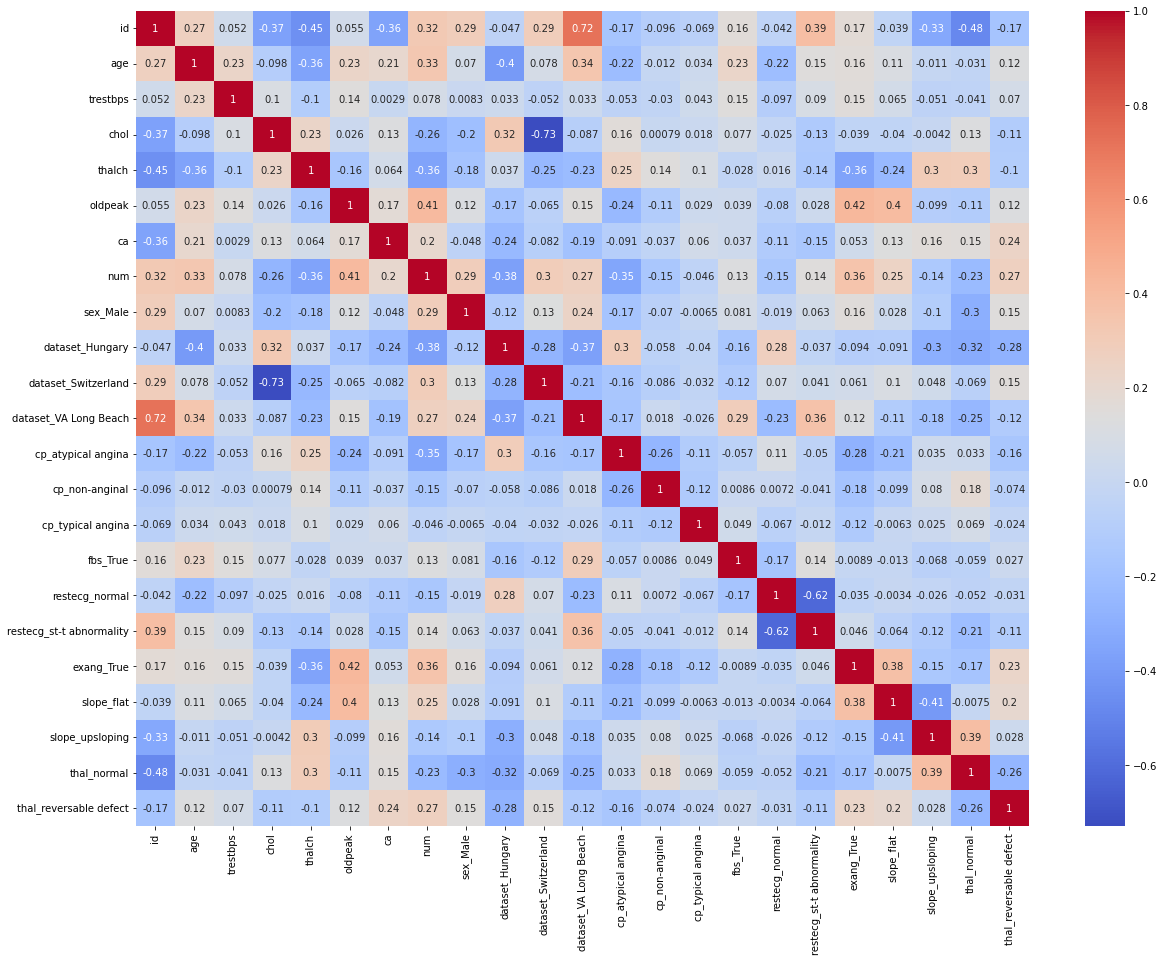 id 1 0.27 0.052 -0.37 -0.45 0.055 -0.36 0.32 0.29 -0.047 0.29 0.72 -0.17 -0.096 -0.069 0.16 -0.042 0.39 0.17 -0.039 -0.33 -0.48 -0.17
age 0.27 1 0.23 -0.098 -0.36 0.23 0.21 0.33 0.07 -0.4 0.078 0.34 -0.22 -0.012 0.034 0.23 -0.22 0.15 0.16 0.11 -0.011 -0.031 0.12
trestbps 0.052 0.23 1 0.1 -0.1 0.14 0.0029 0.078 0.0083 0.033 -0.052 0.033 -0.053 -0.03 0.043 0.15 -0.097 0.09 0.15 0.065 -0.051 -0.041 0.07
chol -0.37 -0.098 0.1 1 0.23 0.026 0.13 -0.26 -0.2 0.32 -0.73 -0.087 0.16 0.00079 0.018 0.077 -0.025 -0.13 -0.039 -0.04 -0.0042 0.13 -0.11
thalch -0.45 -0.36 -0.1 0.23 1 -0.16 0.064 -0.36 -0.18 0.037 -0.25 -0.23 0.25 0.14 0.1 -0.028 0.016 -0.14 -0.36 -0.24 0.3 0.3 -0.1
oldpeak 0.055 0.23 0.14 0.026 -0.16 1 0.17 0.41 0.12 -0.17 -0.065 0.15 -0.24 -0.11 0.029 0.039 -0.08 0.028 0.42 0.4 -0.099 -0.11 0.12
ca -0.36 0.21 0.0029 0.13 0.064 0.17 1 0.2 -0.048 -0.24 -0.082 -0.19 -0.091 -0.037 0.06 0.037 -0.11 -0.15 0.053 0.13 0.16 0.15 0.24
num 0.32 0.33 0.078 -0.26 -0.36 0.41 0.2 1 0.29 -0.38 0.3 0.27 -0.35 -0.15 -0.046 0.13 -0.15 0.14 0.36 0.25 -0.14 -0.23 0.27
sex_Male 0.29 0.07 0.0083 -0.2 -0.18 0.12 -0.048 0.29 1 -0.12 0.13 0.24 -0.17 -0.07 -0.0065 0.081 -0.019 0.063 0.16 0.028 -0.1 -0.3 0.15
dataset_Hungary -0.047 -0.4 0.033 0.32 0.037 -0.17 -0.24 -0.38 -0.12 1 -0.28 -0.37 0.3 -0.058 -0.04 -0.16 0.28 -0.037 -0.094 -0.091 -0.3 -0.32 -0.28
dataset_Switzerland 0.29 0.078 -0.052 -0.73 -0.25 -0.065 -0.082 0.3 0.13 -0.28 1 -0.21 -0.16 -0.086 -0.032 -0.12 0.07 0.041 0.061 0.1 0.048 -0.069 0.15
dataset_VA Long Beach 0.72 0.34 0.033 -0.087 -0.23 0.15 -0.19 0.27 0.24 -0.37 -0.21 1 -0.17 0.018 -0.026 0.29 -0.23 0.36 0.12 -0.11 -0.18 -0.25 -0.12
cp_atypical angina -0.17 -0.22 -0.053 0.16 0.25 -0.24 -0.091 -0.35 -0.17 0.3 -0.16 -0.17 1 -0.26 -0.11 -0.057 0.11 -0.05 -0.28 -0.21 0.035 0.033 -0.16
cp_non-anginal -0.096 -0.012 -0.03 0.00079 0.14 -0.11 -0.037 -0.15 -0.07 -0.058 -0.086 0.018 -0.26 1 -0.12 0.0086 0.0072 -0.041 -0.18 -0.099 0.08 0.18 -0.074
cp_typical angina -0.069 0.034 0.043 0.018 0.1 0.029 0.06 -0.046 -0.0065 -0.04 -0.032 -0.026 -0.11 -0.12 1 0.049 -0.067 -0.012 -0.12 -0.0063 0.025 0.069 -0.024
fbs_True 0.16 0.23 0.15 0.077 -0.028 0.039 0.037 0.13 0.081 -0.16 -0.12 0.29 -0.057 0.0086 0.049 1 -0.17 0.14 -0.0089 -0.013 -0.068 -0.059 0.027
restecg_normal -0.042 -0.22 -0.097 -0.025 0.016 -0.08 -0.11 -0.15 -0.019 0.28 0.07 -0.23 0.11 0.0072 -0.067 -0.17 1 -0.62 -0.035 -0.0034 -0.026 -0.052 -0.031
restecg_st-t abnormality 0.39 0.15 0.09 -0.13 -0.14 0.028 -0.15 0.14 0.063 -0.037 0.041 0.36 -0.05 -0.041 -0.012 0.14 -0.62 1 0.046 -0.064 -0.12 -0.21 -0.11
exang_True 0.17 0.16 0.15 -0.039 -0.36 0.42 0.053 0.36 0.16 -0.094 0.061 0.12 -0.28 -0.18 -0.12 -0.0089 -0.035 0.046 1 0.38 -0.15 -0.17 0.23
slope_flat -0.039 0.11 0.065 -0.04 -0.24 0.4 0.13 0.25 0.028 -0.091 0.1 -0.11 -0.21 -0.099 -0.0063 -0.013 -0.0034 -0.064 0.38 1 -0.41 -0.0075 0.2
slope_upsloping -0.33 -0.011 -0.051 -0.0042 0.3 -0.099 0.16 -0.14 -0.1 -0.3 0.048 -0.18 0.035 0.08 0.025 -0.068 -0.026 -0.12 -0.15 -0.41 1 0.39 0.028
thal_normal -0.48 -0.031 -0.041 0.13 0.3 -0.11 0.15 -0.23 -0.3 -0.32 -0.069 -0.25 0.033 0.18 0.069 -0.059 -0.052 -0.21 -0.17 -0.0075 0.39 1 -0.26
thal_reversable defect -0.17 0.12 0.07 -0.11 -0.1 0.12 0.24 0.27 0.15 -0.28 0.15 -0.12 -0.16 -0.074 -0.024 0.027 -0.031 -0.11 0.23 0.2 0.028 -0.26 1
id
age
trestbps
chol
thalch
oldpeak
ca
num
sex_Male
dataset_Hungary
dataset_Switzerland
dataset_VA Long Beach
cp_atypical angina
cp_non-anginal
cp_typical angina
fbs_True
restecg_normal
restecg_st-t abnormality
exang_True
slope_flat
slope_upsloping
thal_normal
thal_reversable defect
1.0
0.8
0.6
0.4
0.2
0.0
−0.2
−0.4
−0.6